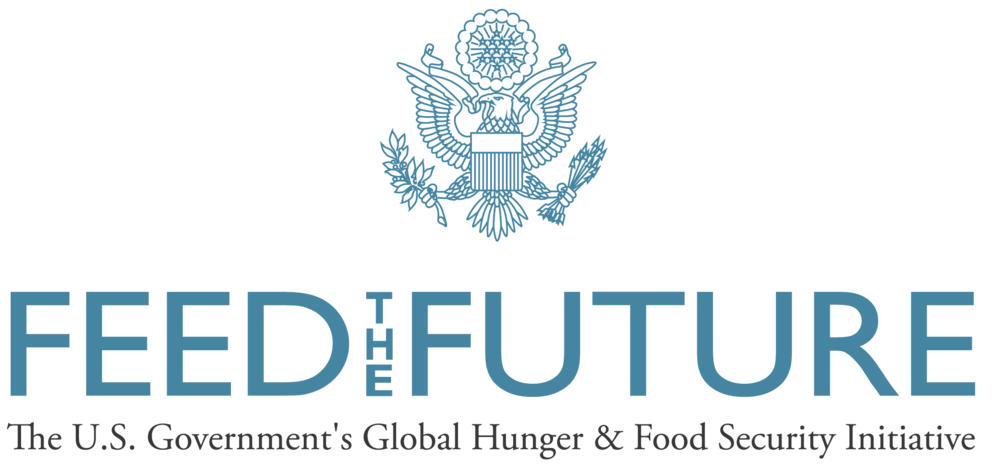 FEED THE FUTURE
The U.S. Government's Global Hunger & Food Security Initiative